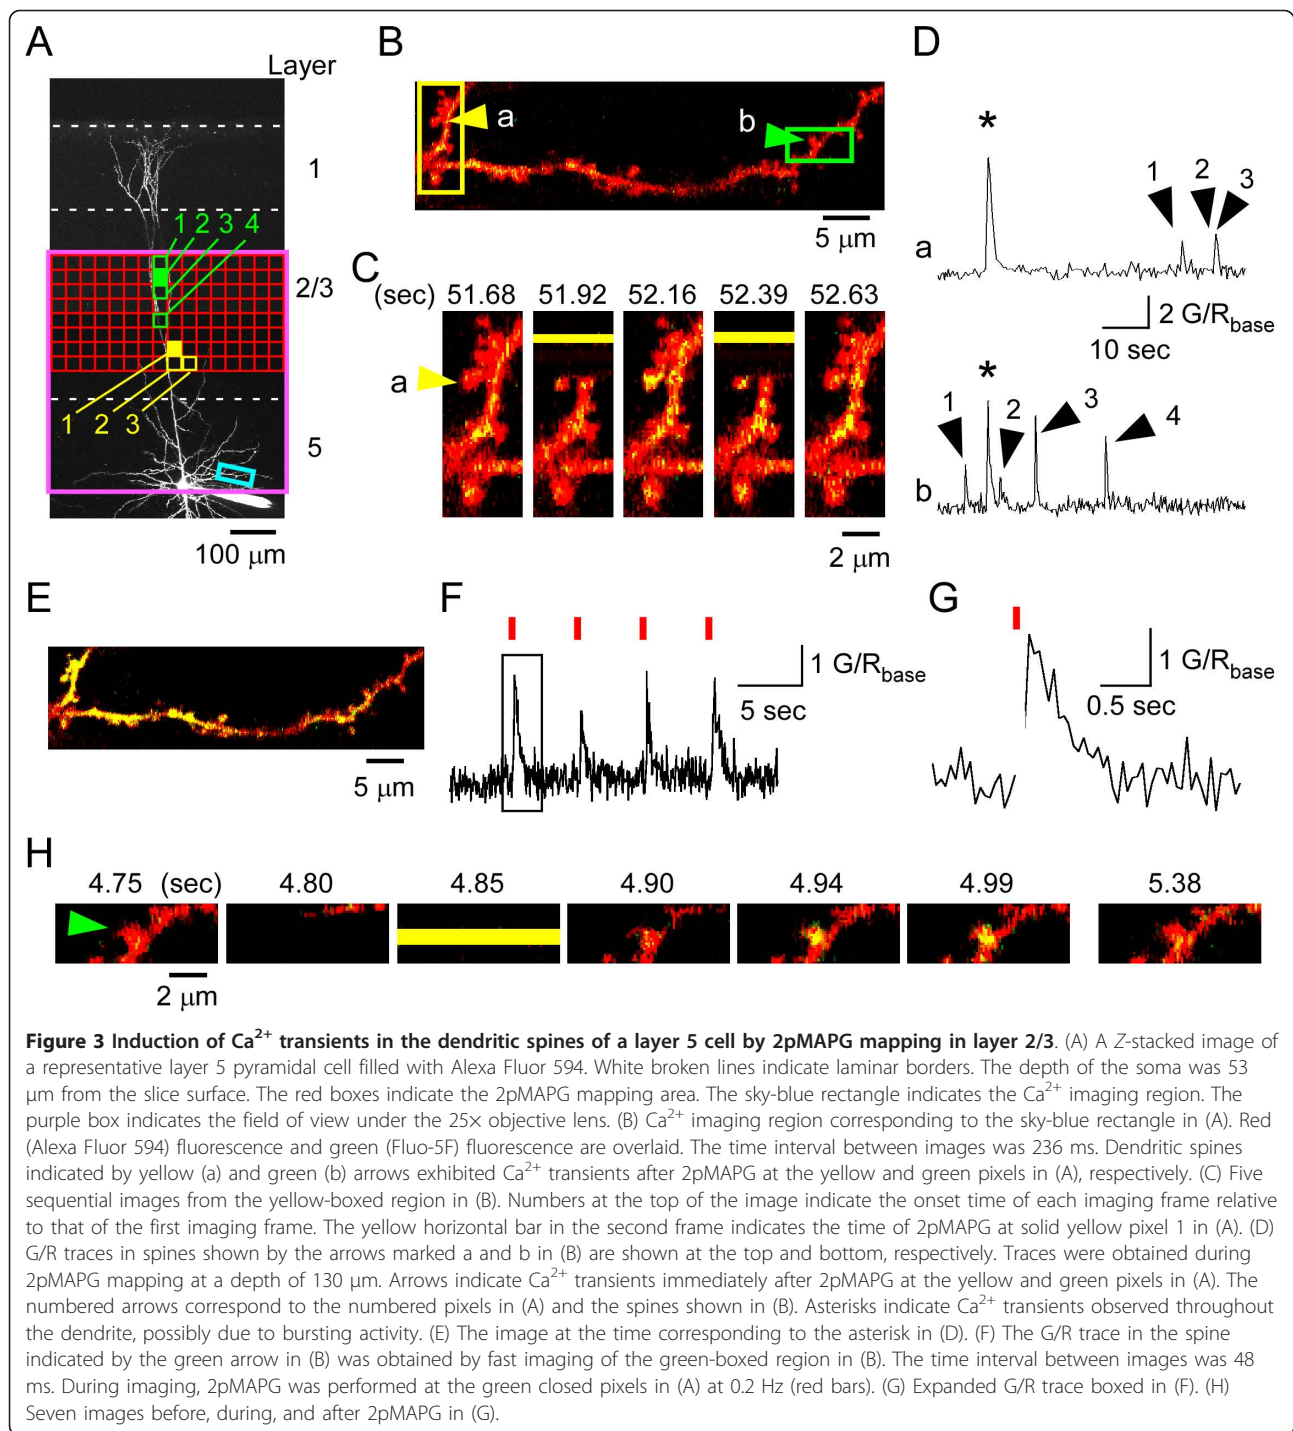 A
Layer
1
1 2 3 4
2/3
1 2 3
5
100 μm
B
a
b
5 μm
C
(sec) 51.68 51.92 52.16 52.39 52.63
a
2 μm
D
*
1 2 3
a
2 G/Rbase
10 sec
*
1 2 3 4
b
E
5 μm
F
1 G/Rbase
5 sec
G
1 G/Rbase
0.5 sec
H
4.75 (sec) 4.80 4.85 4.90 4.94 4.99 5.38
2 μm
Figure 3 Induction of Ca2+ transients in the dendritic spines of a layer 5 cell by 2pMAPG mapping in layer 2/3. (A) A Z-stacked image of
a representative layer 5 pyramidal cell filled with Alexa Fluor 594. White broken lines indicate laminar borders. The depth of the soma was 53
μm from the slice surface. The red boxes indicate the 2pMAPG mapping area. The sky-blue rectangle indicates the Ca2+ imaging region. The
purple box indicates the field of view under the 25× objective lens. (B) Ca2+ imaging region corresponding to the sky-blue rectangle in (A). Red
(Alexa Fluor 594) fluorescence and green (Fluo-5F) fluorescence are overlaid. The time interval between images was 236 ms. Dendritic spines
indicated by yellow (a) and green (b) arrows exhibited Ca2+ transients after 2pMAPG at the yellow and green pixels in (A), respectively. (C) Five
sequential images from the yellow-boxed region in (B). Numbers at the top of the image indicate the onset time of each imaging frame relative
to that of the first imaging frame. The yellow horizontal bar in the second frame indicates the time of 2pMAPG at solid yellow pixel 1 in (A). (D)
G/R traces in spines shown by the arrows marked a and b in (B) are shown at the top and bottom, respectively. Traces were obtained during
2pMAPG mapping at a depth of 130 μm. Arrows indicate Ca2+ transients immediately after 2pMAPG at the yellow and green pixels in (A). The
numbered arrows correspond to the numbered pixels in (A) and the spines shown in (B). Asterisks indicate Ca2+ transients observed throughout
the dendrite, possibly due to bursting activity. (E) The image at the time corresponding to the asterisk in (D). (F) The G/R trace in the spine
indicated by the green arrow in (B) was obtained by fast imaging of the green-boxed region in (B). The time interval between images was 48
ms. During imaging, 2pMAPG was performed at the green closed pixels in (A) at 0.2 Hz (red bars). (G) Expanded G/R trace boxed in (F). (H)
Seven images before, during, and after 2pMAPG in (G).